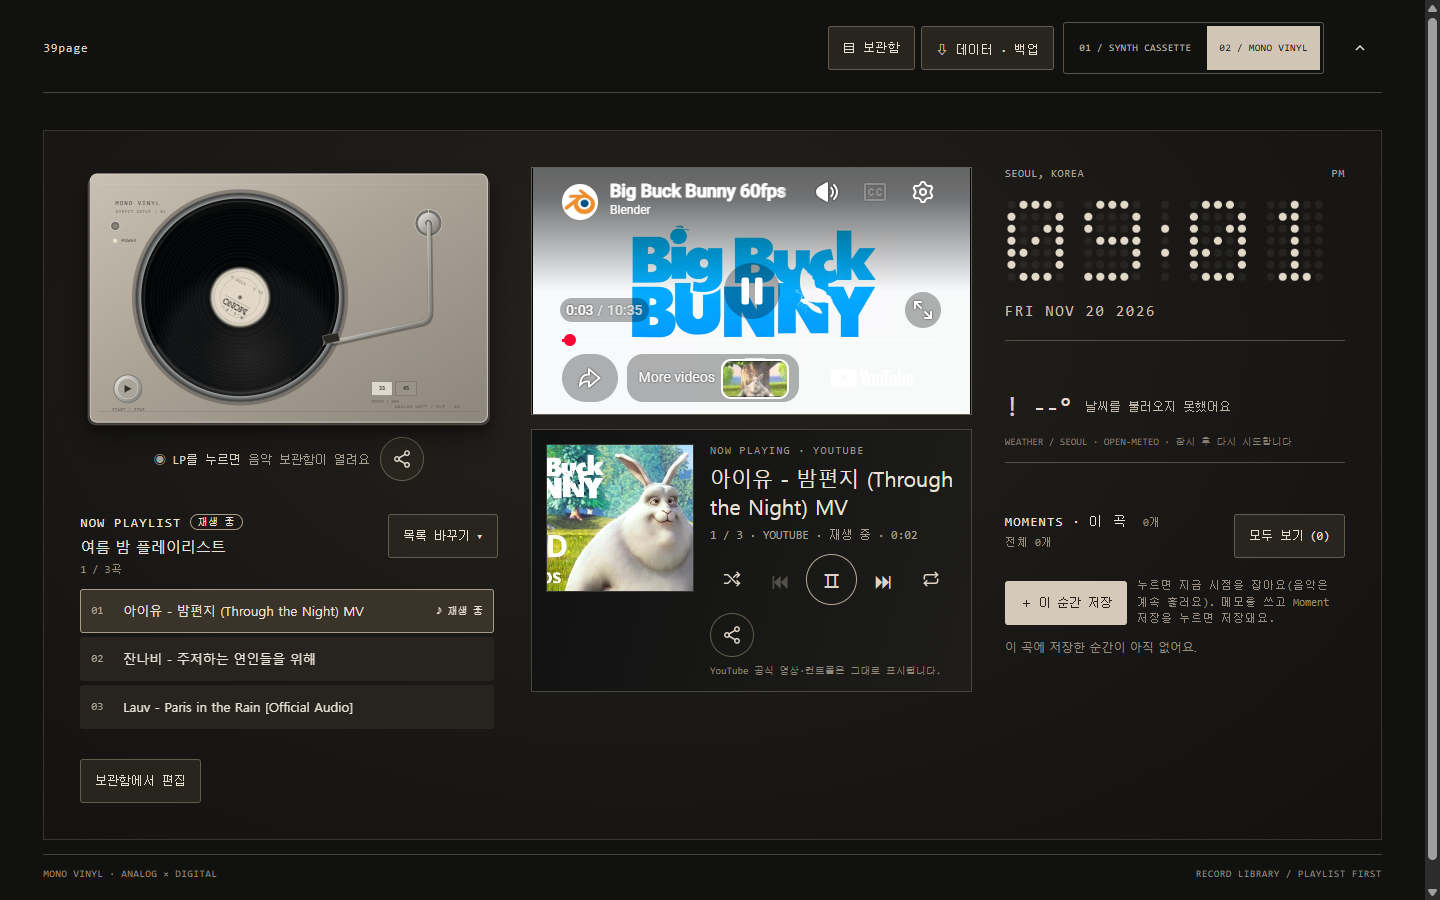 39page
보관함
데이터 · 백업
01 / SYNTH CASSETTE
02 / MONO VINYL
MONO VINYL
POWER
33
45
START / STOP
LP를 누르면 음악 보관함이 열려요
NOW PLAYLIST 재생 중
여름 밤 플레이리스트
1 / 3곡
목록 바꾸기 ▾
01 아이유 - 밤편지 (Through the Night) MV ♪ 재생 중
02 잔나비 - 주저하는 연인들을 위해
03 Lauv - Paris in the Rain [Official Audio]
보관함에서 편집
Big Buck Bunny 60fps
Blender
CC
Big Buck
BUNNY
0:03 / 10:35
More videos
YouTube
NOW PLAYING · YOUTUBE
아이유 - 밤편지 (Through
the Night) MV
1 / 3 · YOUTUBE · 재생 중 · 0:02
YouTube 공식 영상·컨트롤은 그대로 표시됩니다.
SEOUL, KOREA
PM
03:01
FRI NOV 20 2026
! --° 날씨를 불러오지 못했어요
WEATHER / SEOUL · OPEN-METEO · 잠시 후 다시 시도합니다
MOMENTS · 이 곡 0개
전체 0개
모두 보기 (0)
+ 이 순간 저장
누르면 지금 시점을 잡아요(음악은
계속 흘러요). 메모를 쓰고 Moment
저장을 누르면 저장돼요.
이 곡에 저장한 순간이 아직 없어요.
MONO VINYL · ANALOG × DIGITAL
RECORD LIBRARY / PLAYLIST FIRST